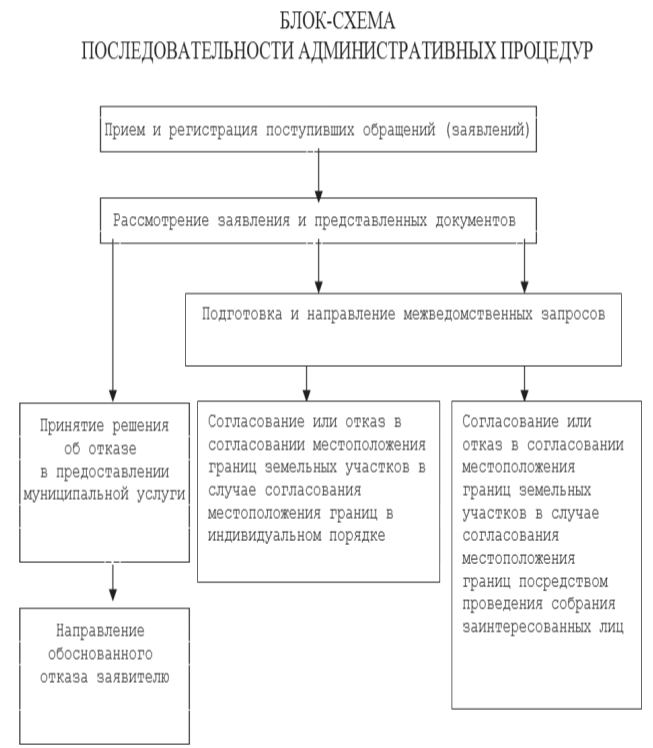 БЛОК-СХЕМА
ПОСЛЕДОВАТЕЛЬНОСТИ АДМИНИСТРАТИВНЫХ ПРОЦЕДУР
Прием и регистрация поступивших обращений (заявлений)
Рассмотрение заявления и представленных документов
Подготовка и направление межведомственных запросов
Принятие решения
об отказе
в предоставлении
муниципальной услуги
Согласование или отказ в
согласовании местоположения
границ земельных участков в
случае согласования
местоположения границ в
индивидуальном порядке
Согласование или
отказ в согласовании
местоположения
границ земельных
участков в случае
согласования
местоположения
границ посредством
проведения собрания
заинтересованных лиц
Направление
обоснованного
отказа заявителю